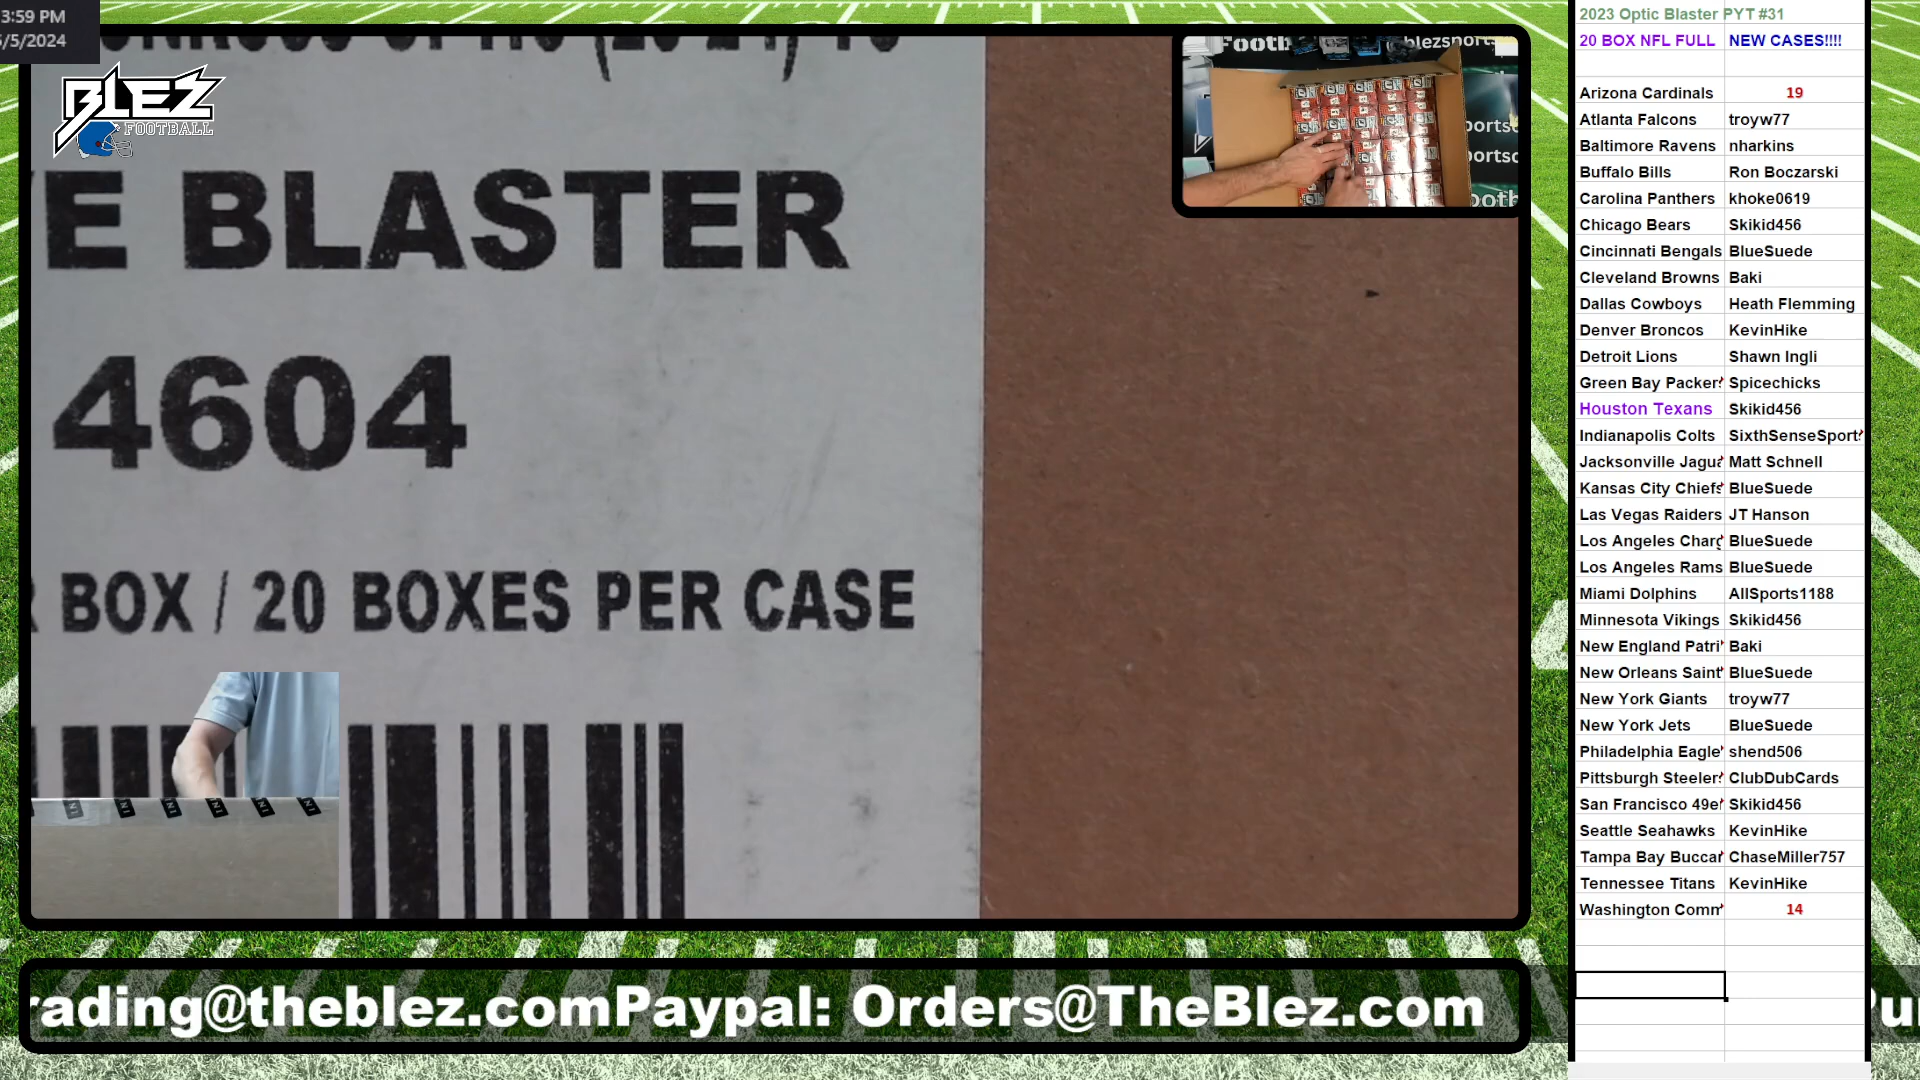 3:59 PM
5/5/2024
BLEZ
FOOTBALL
E BLASTER
4604
BOX / 20 BOXES PER CASE
Footb
blezsports
ports
portsc
ootb
rading@theblez.comPaypal: Orders@TheBlez.com
2023 Optic Blaster PYT #31
20 BOX NFL FULL NEW CASES!!!!
Arizona Cardinals 19
Atlanta Falcons troyw77
Baltimore Ravens nharkins
Buffalo Bills Ron Boczarski
Carolina Panthers khoke0619
Chicago Bears Skikid456
Cincinnati Bengals BlueSuede
Cleveland Browns Baki
Dallas Cowboys Heath Flemming
Denver Broncos KevinHike
Detroit Lions Shawn Ingli
Green Bay Packer Spicechicks
Houston Texans Skikid456
Indianapolis Colts SixthSenseSport
Jacksonville Jagua Matt Schnell
Kansas City Chiefs BlueSuede
Las Vegas Raiders JT Hanson
Los Angeles Charg BlueSuede
Los Angeles Rams BlueSuede
Miami Dolphins AllSports1188
Minnesota Vikings Skikid456
New England Patri Baki
New Orleans Saint BlueSuede
New York Giants troyw77
New York Jets BlueSuede
Philadelphia Eagle shend506
Pittsburgh Steeler ClubDubCards
San Francisco 49e Skikid456
Seattle Seahawks KevinHike
Tampa Bay Buccar ChaseMiller757
Tennessee Titans KevinHike
Washington Comm 14